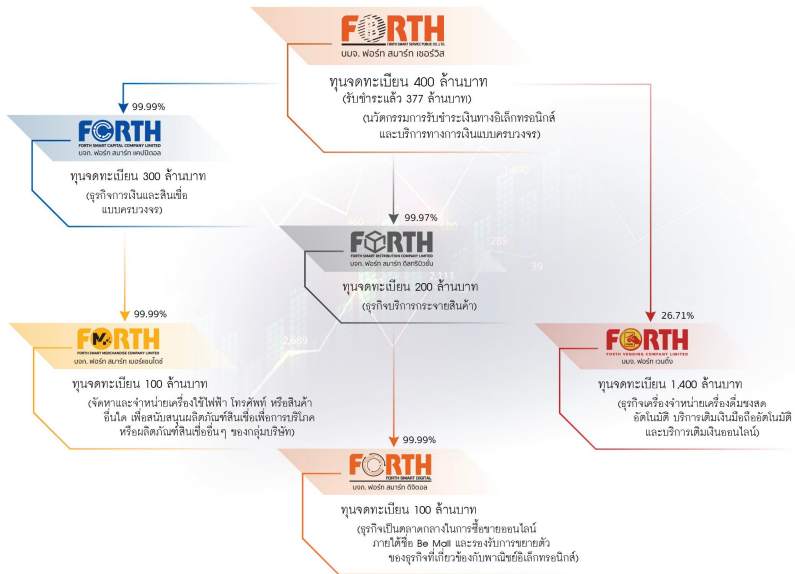 FORTH
FORTH SMART SERVICE PUBLIC CO.,LTD.
บมจ. ฟอร์ท สมาร์ท เซอร์วิส
ทุนจดทะเบียน 400 ล้านบาท
(รับชำระแล้ว 377 ล้านบาท)
(นวัตกรรมการรับชำระเงินทางอิเล็กทรอนิกส์
และบริการทางการเงินแบบครบวงจร)
99.99%
FORTH
FORTH SMART CAPITAL COMPANY LIMITED
บจก. ฟอร์ท สมาร์ท แคปปิตอล
ทุนจดทะเบียน 300 ล้านบาท
(ธุรกิจการเงินและสินเชื่อ
แบบครบวงจร)
99.97%
FORTH
FORTH SMART DISTRIBUTION COMPANY LIMITED
บจก. ฟอร์ท สมาร์ท ดิสทริบิวชั่น
ทุนจดทะเบียน 200 ล้านบาท
(ธุรกิจบริการกระจายสินค้า)
289
39
2,111
2,689
99.99%
FORTH
FORTH SMART MERCHANDISE COMPANY LIMITED
บจก. ฟอร์ท สมาร์ท เมอร์แชนไดซ์
ทุนจดทะเบียน 100 ล้านบาท
(จัดหาและจำหน่ายเครื่องใช้ไฟฟ้า โทรศัพท์ หรือสินค้า
อื่นใด เพื่อสนับสนุนผลิตภัณฑ์สินเชื่อเพื่อการบริโภค
หรือผลิตภัณฑ์สินเชื่ออื่นๆ ของกลุ่มบริษัท)
26.71%
FORTH
FORTH VENDING COMPANY LIMITED
บมจ. ฟอร์ท เวนดิ้ง
ทุนจดทะเบียน 1,400 ล้านบาท
(ธุรกิจเครื่องจำหน่ายเครื่องดื่มชงสด
อัตโนมัติ บริการเติมเงินมือถืออัตโนมัติ
และบริการเติมเงินออนไลน์)
99.99%
FORTH
FORTH SMART DIGITAL
บจก. ฟอร์ท สมาร์ท ดิจิตอล
ทุนจดทะเบียน 100 ล้านบาท
(ธุรกิจเป็นตลาดกลางในการซื้อขายออนไลน์
ภายใต้ชื่อ Be Mall และรองรับการขยายตัว
ของธุรกิจที่เกี่ยวข้องกับพาณิชย์อิเล็กทรอนิกส์)